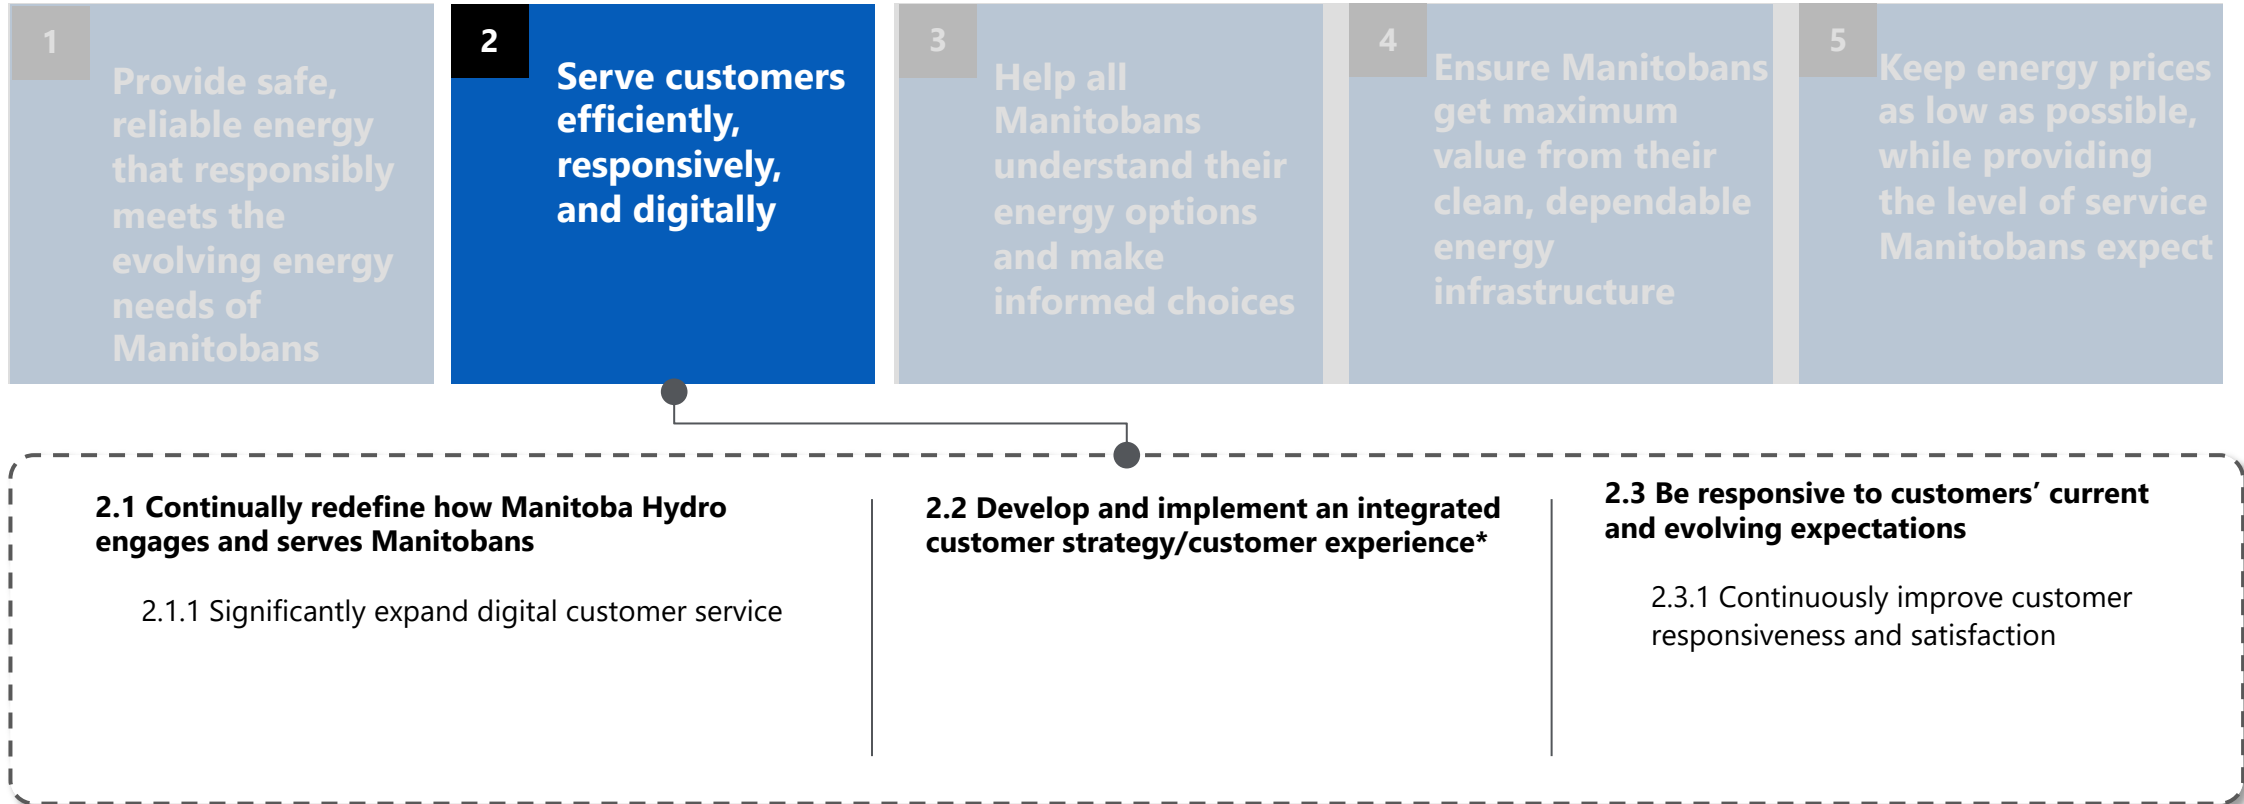 1
Provide safe,
reliable energy
that responsibly
meets the
evolving energy
needs of
Manitobans
2
Serve customers
efficiently,
responsively,
and digitally
3
Help all
Manitobans
understand their
energy options
and make
informed choices
4
Ensure Manitobans
get maximum
value from their
clean, dependable
energy
infrastructure
5
Keep energy prices
as low as possible,
while providing
the level of service
Manitobans expect
2.1 Continually redefine how Manitoba Hydro
engages and serves Manitobans
2.1.1 Significantly expand digital customer service
2.2 Develop and implement an integrated
customer strategy/customer experience*
2.3 Be responsive to customers’ current
and evolving expectations
2.3.1 Continuously improve customer
responsiveness and satisfaction